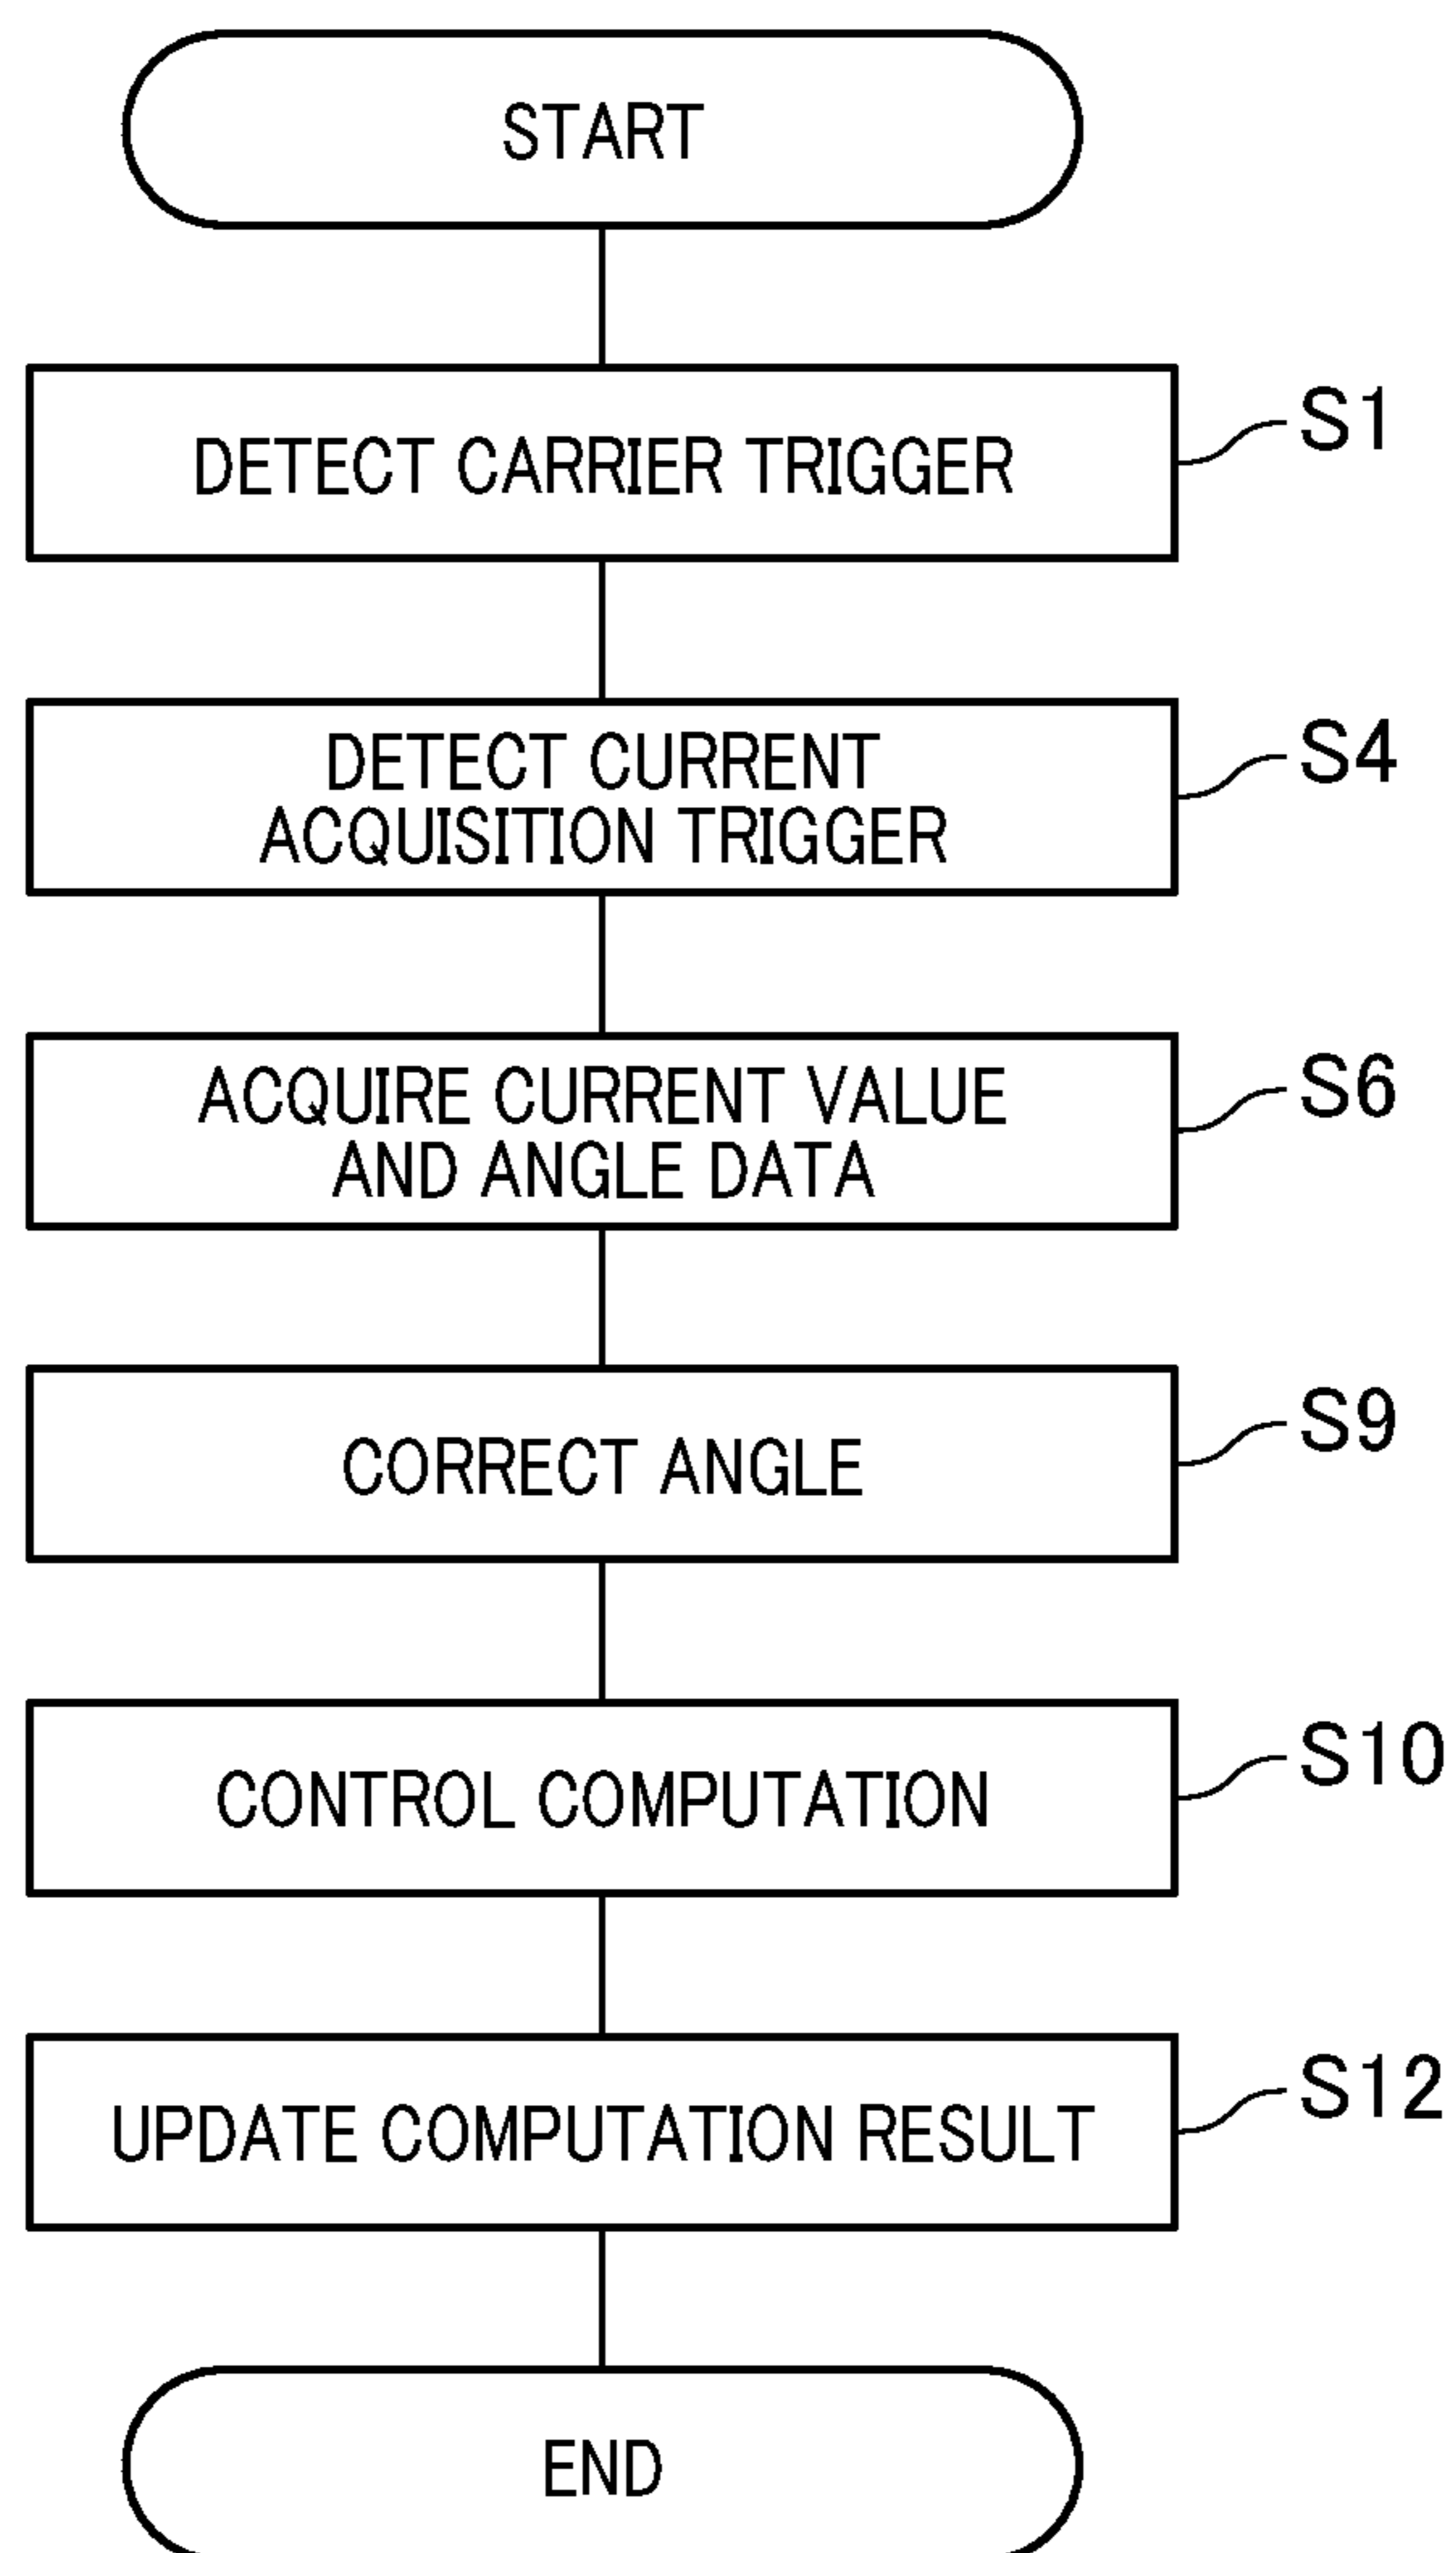 START
DETECT CARRIER TRIGGER
S1
DETECT CURRENT
ACQUISITION TRIGGER
S4
ACQUIRE CURRENT VALUE
AND ANGLE DATA
S6
CORRECT ANGLE
S9
CONTROL COMPUTATION
S10
UPDATE COMPUTATION RESULT
S12
END